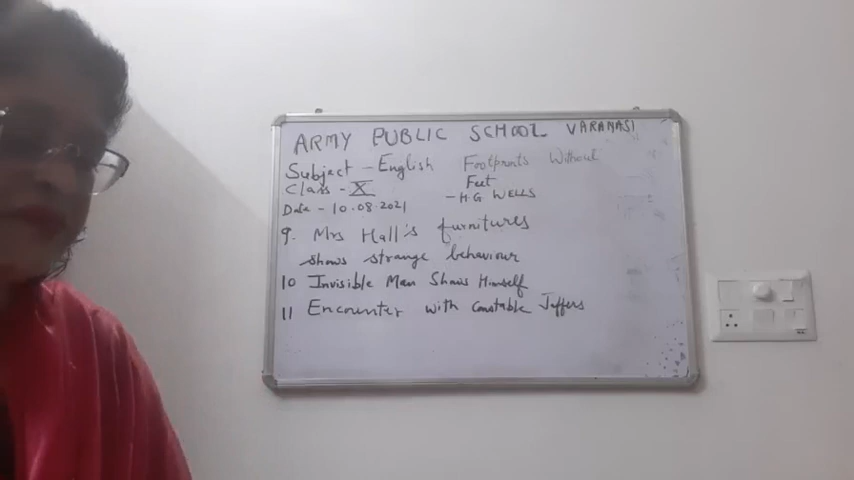 ARMY PUBLIC SCHOOL VARANASI
Subject - English Footprints Without
Class - X Feet
Date - 10.08.2021 - H.G WELLS
9. Mrs Hall's furnitures
shows strange behaviour
10 Invisible Man Shows Himself
11 Encounter with Constable Jaffers